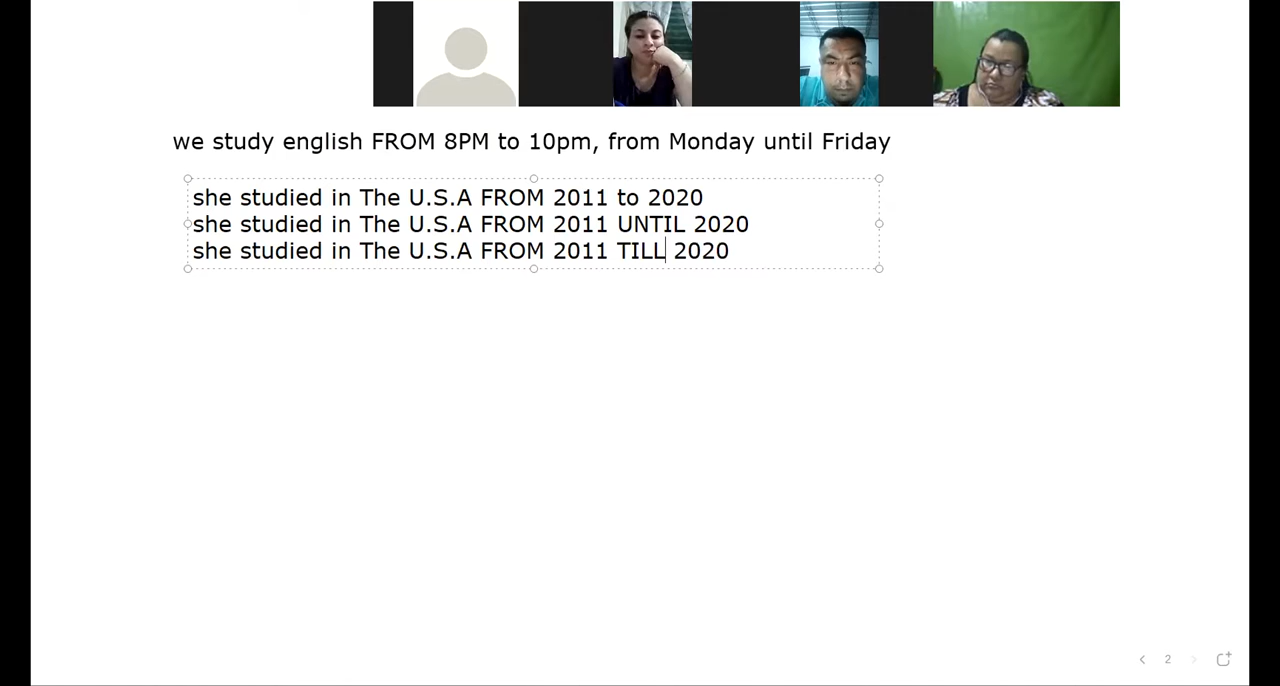 we study english FROM 8PM to 10pm, from Monday until Friday
she studied in The U.S.A FROM 2011 to 2020
she studied in The U.S.A FROM 2011 UNTIL 2020
she studied in The U.S.A FROM 2011 TILL 2020
2